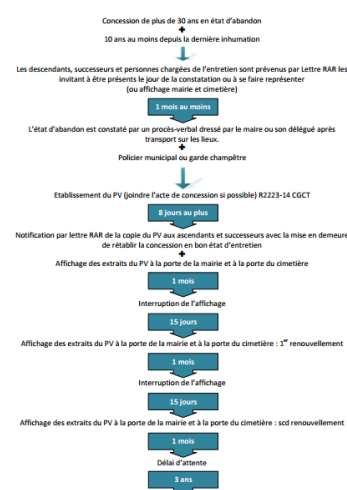 Concession de plus de 30 ans en état d'abandon
+
10 ans au moins depuis la dernière inhumation
Les descendants, successeurs et personnes chargées de l'entretien sont prévenus par Lettre RAR les
invitant à être présents le jour de la constatation ou à se faire représenter
(ou affichage mairie et cimetière)
1 mois au moins
L'état d'abandon est constaté par un procès-verbal dressé par le maire ou son délégué après
transport sur les lieux.
+
Policier municipal ou garde champêtre
Etablissement du PV (joindre l'acte de concession si possible) R2223-14 CGCT
8 jours au plus
Notification par lettre RAR de la copie du PV aux ascendants et successeurs avec la mise en demeure
de rétablir la concession en bon état d'entretien
+
Affichage des extraits du PV à la porte de la mairie et à la porte du cimetière
1 mois
Interruption de l'affichage
15 jours
Affichage des extraits du PV à la porte de la mairie et à la porte du cimetière : 1er renouvellement
1 mois
Interruption de l'affichage
15 jours
Affichage des extraits du PV à la porte de la mairie et à la porte du cimetière : scd renouvellement
1 mois
Délai d'attente
3 ans